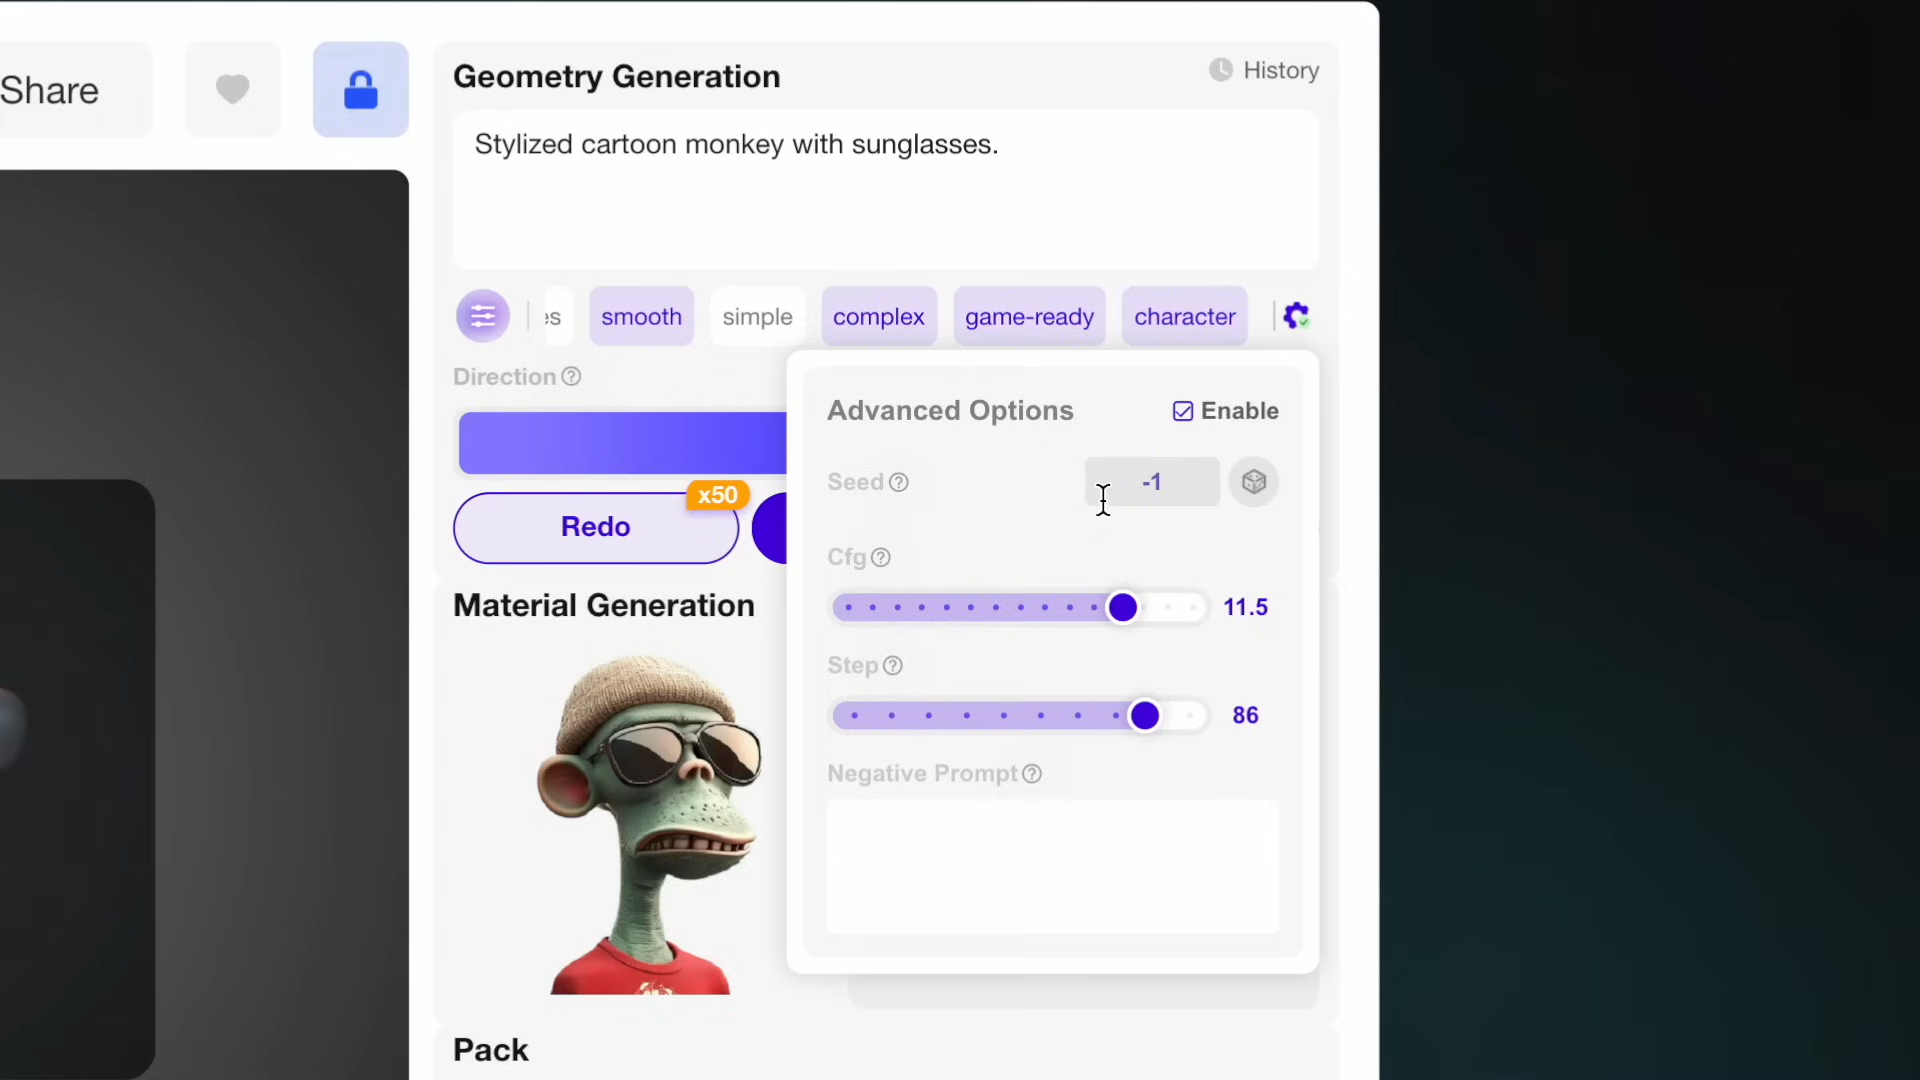 Share
Geometry Generation
History
Stylized cartoon monkey with sunglasses.
es
smooth
simple
complex
game-ready
character
Direction
Advanced Options
Enable
Seed
-1
x50
Redo
Cfg
11.5
Material Generation
Step
86
Negative Prompt
Pack